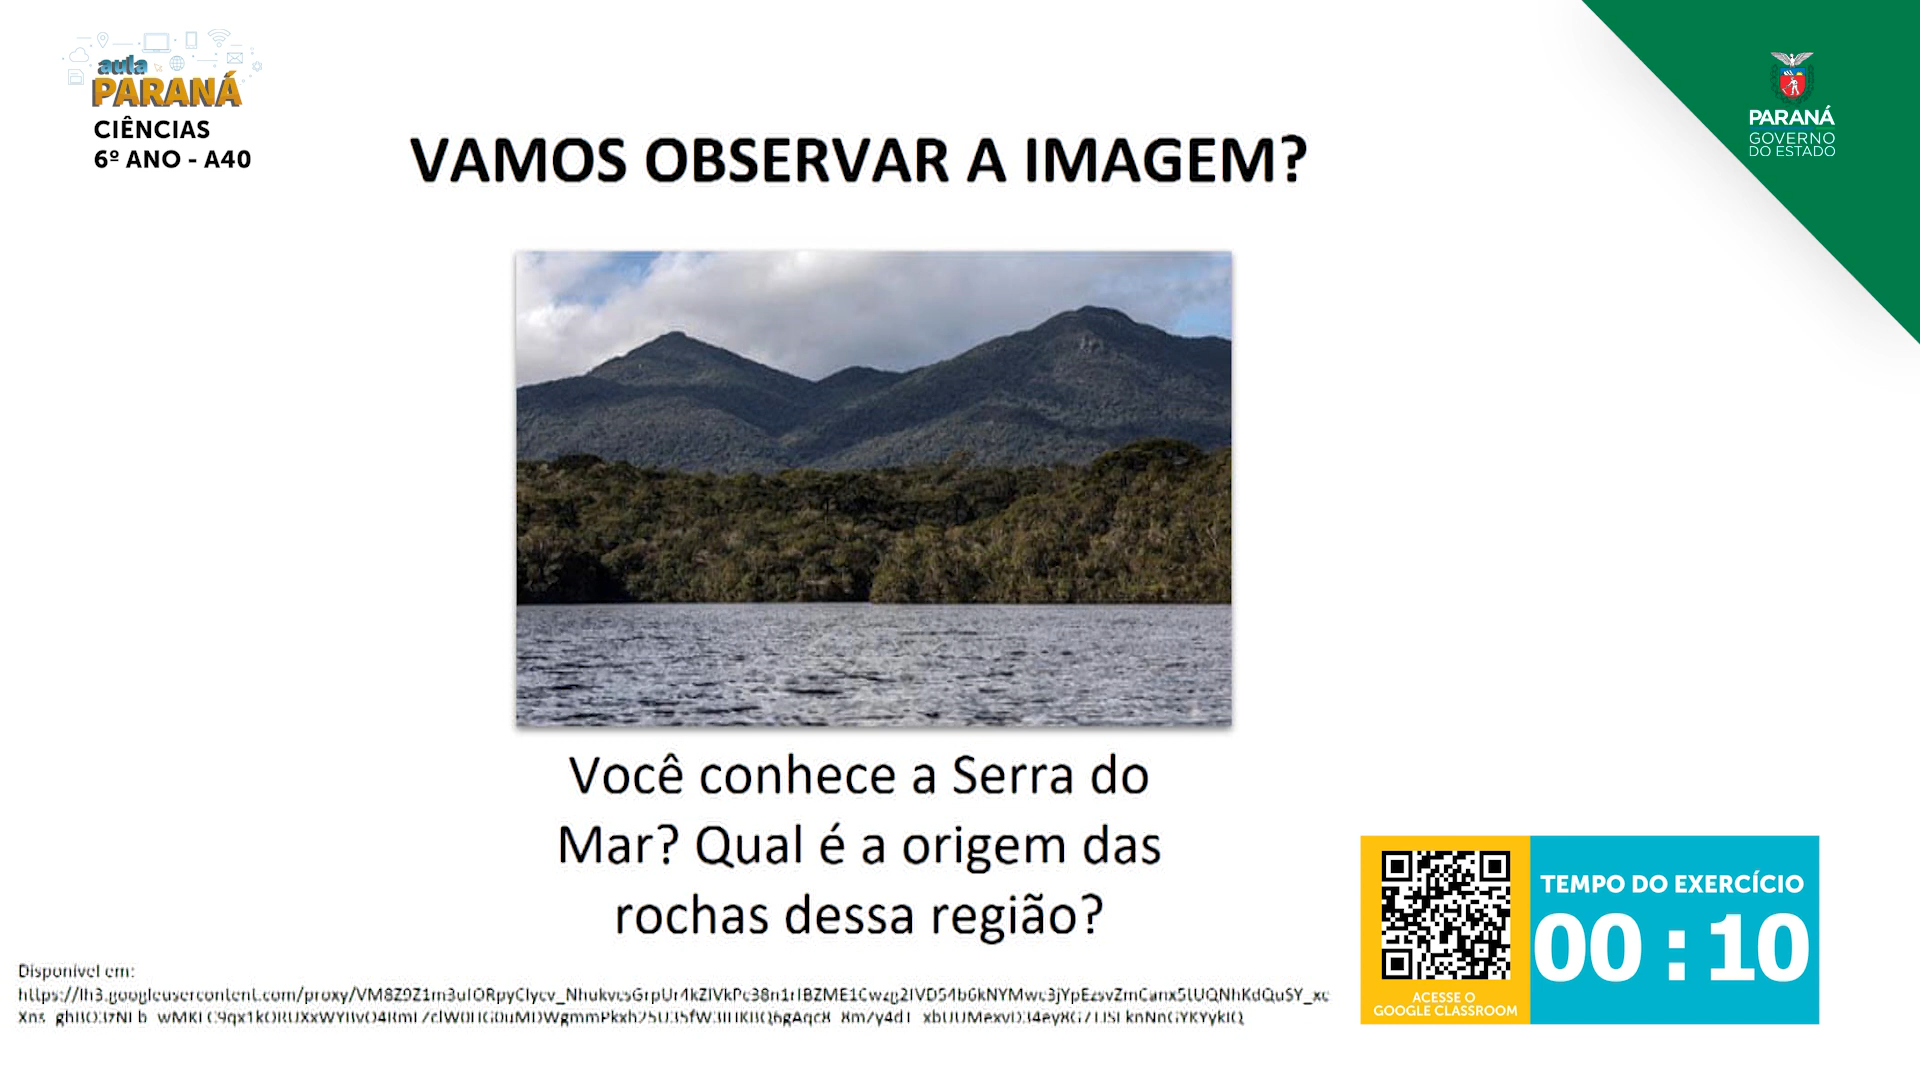 aula
PARANÁ
CIÊNCIAS
6º ANO - A40
PARANÁ
GOVERNO
DO ESTADO
VAMOS OBSERVAR A IMAGEM?
Você conhece a Serra do
Mar? Qual é a origem das
rochas dessa região?
TEMPO DO EXERCÍCIO
00 : 10
ACESSE O
GOOGLE CLASSROOM
Disponível em: